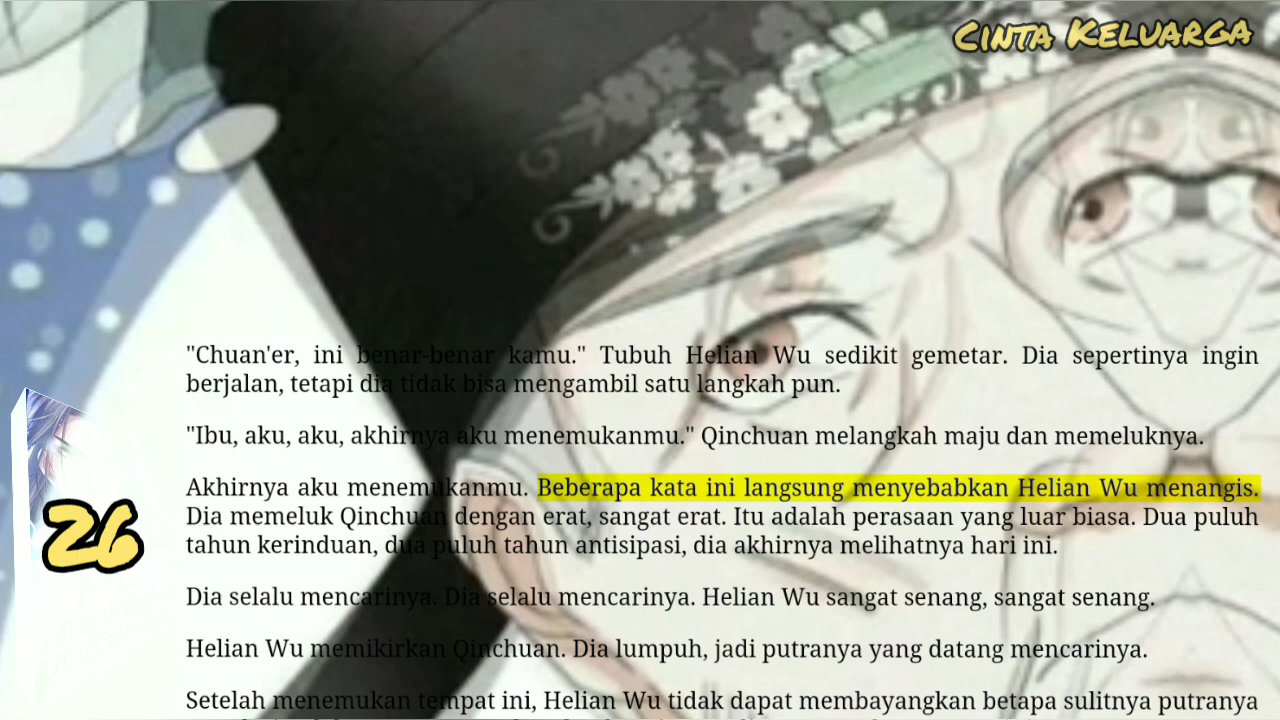 Cinta Keluarga
"Chuan'er, ini benar-benar kamu." Tubuh Helian Wu sedikit gemetar. Dia sepertinya ingin
berjalan, tetapi dia tidak bisa mengambil satu langkah pun.
"Ibu, aku, aku, akhirnya aku menemukanmu." Qinchuan melangkah maju dan memeluknya.
Akhirnya aku menemukanmu. Beberapa kata ini langsung menyebabkan Helian Wu menangis.
Dia memeluk Qinchuan dengan erat, sangat erat. Itu adalah perasaan yang luar biasa. Dua puluh
tahun kerinduan, dua puluh tahun antisipasi, dia akhirnya melihatnya hari ini.
26
Dia selalu mencarinya. Dia selalu mencarinya. Helian Wu sangat senang, sangat senang.
Helian Wu memikirkan Qinchuan. Dia lumpuh, jadi putranya yang datang mencarinya.
Setelah menemukan tempat ini, Helian Wu tidak dapat membayangkan betapa sulitnya putranya